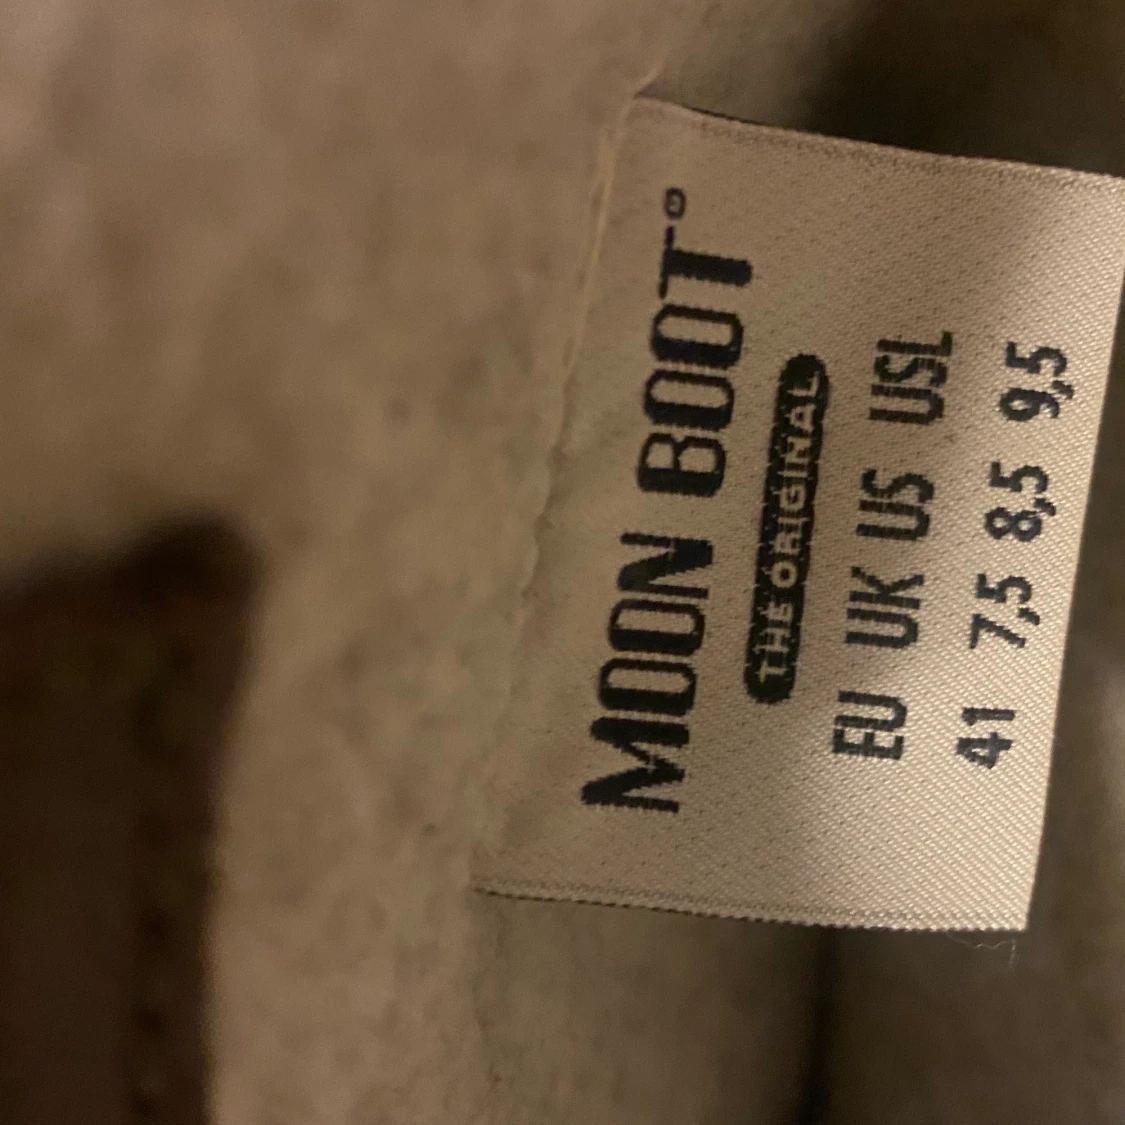 MOON BOOT®
THE ORIGINAL
EU UK US USL
41 7,5 8,5 9,5